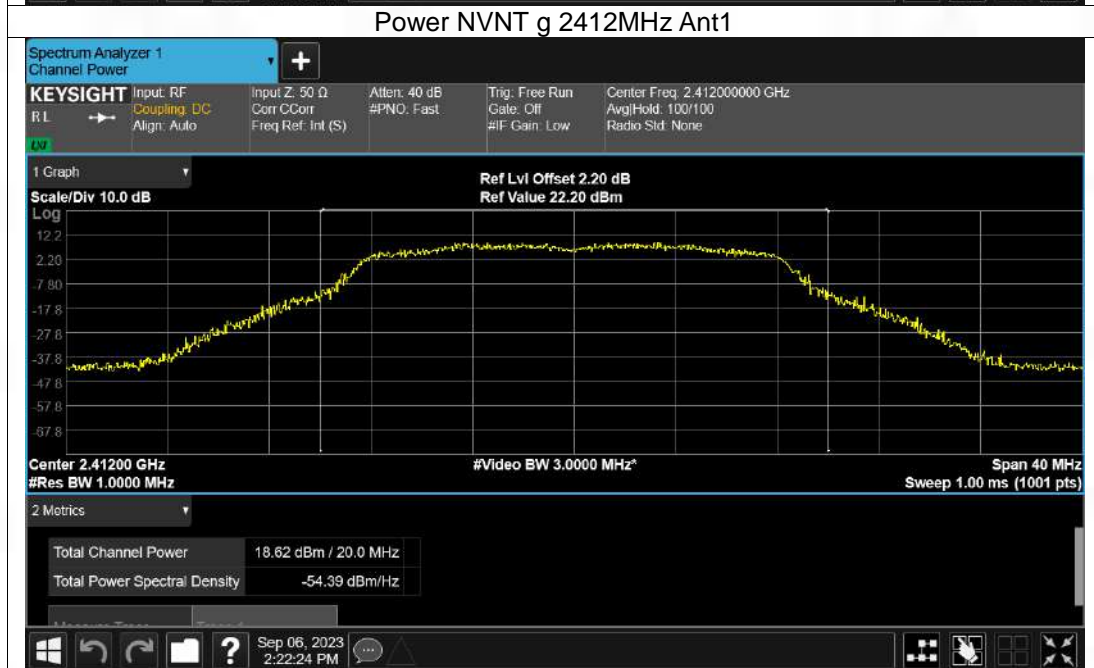 Power NVNT g 2412MHz Ant1
Spectrum Analyzer 1
Channel Power
KEYSIGHT
RL
LXI
Input: RF
Coupling: DC
Align: Auto
Input Z: 50 Ω
Corr CCorr
Freq Ref: Int (S)
Atten: 40 dB
#PNO: Fast
Trig: Free Run
Gate: Off
#IF Gain: Low
Center Freq: 2.412000000 GHz
Avg|Hold: 100/100
Radio Std: None
1 Graph
Scale/Div 10.0 dB
Ref Lvl Offset 2.20 dB
Ref Value 22.20 dBm
Log
12.2
2.20
-7.80
-17.8
-27.8
-37.8
-47.8
-57.8
-67.8
Center 2.41200 GHz
#Res BW 1.0000 MHz
#Video BW 3.0000 MHz*
Span 40 MHz
Sweep 1.00 ms (1001 pts)
2 Metrics
Total Channel Power 18.62 dBm / 20.0 MHz
Total Power Spectral Density -54.39 dBm/Hz
Sep 06, 2023
2:22:24 PM